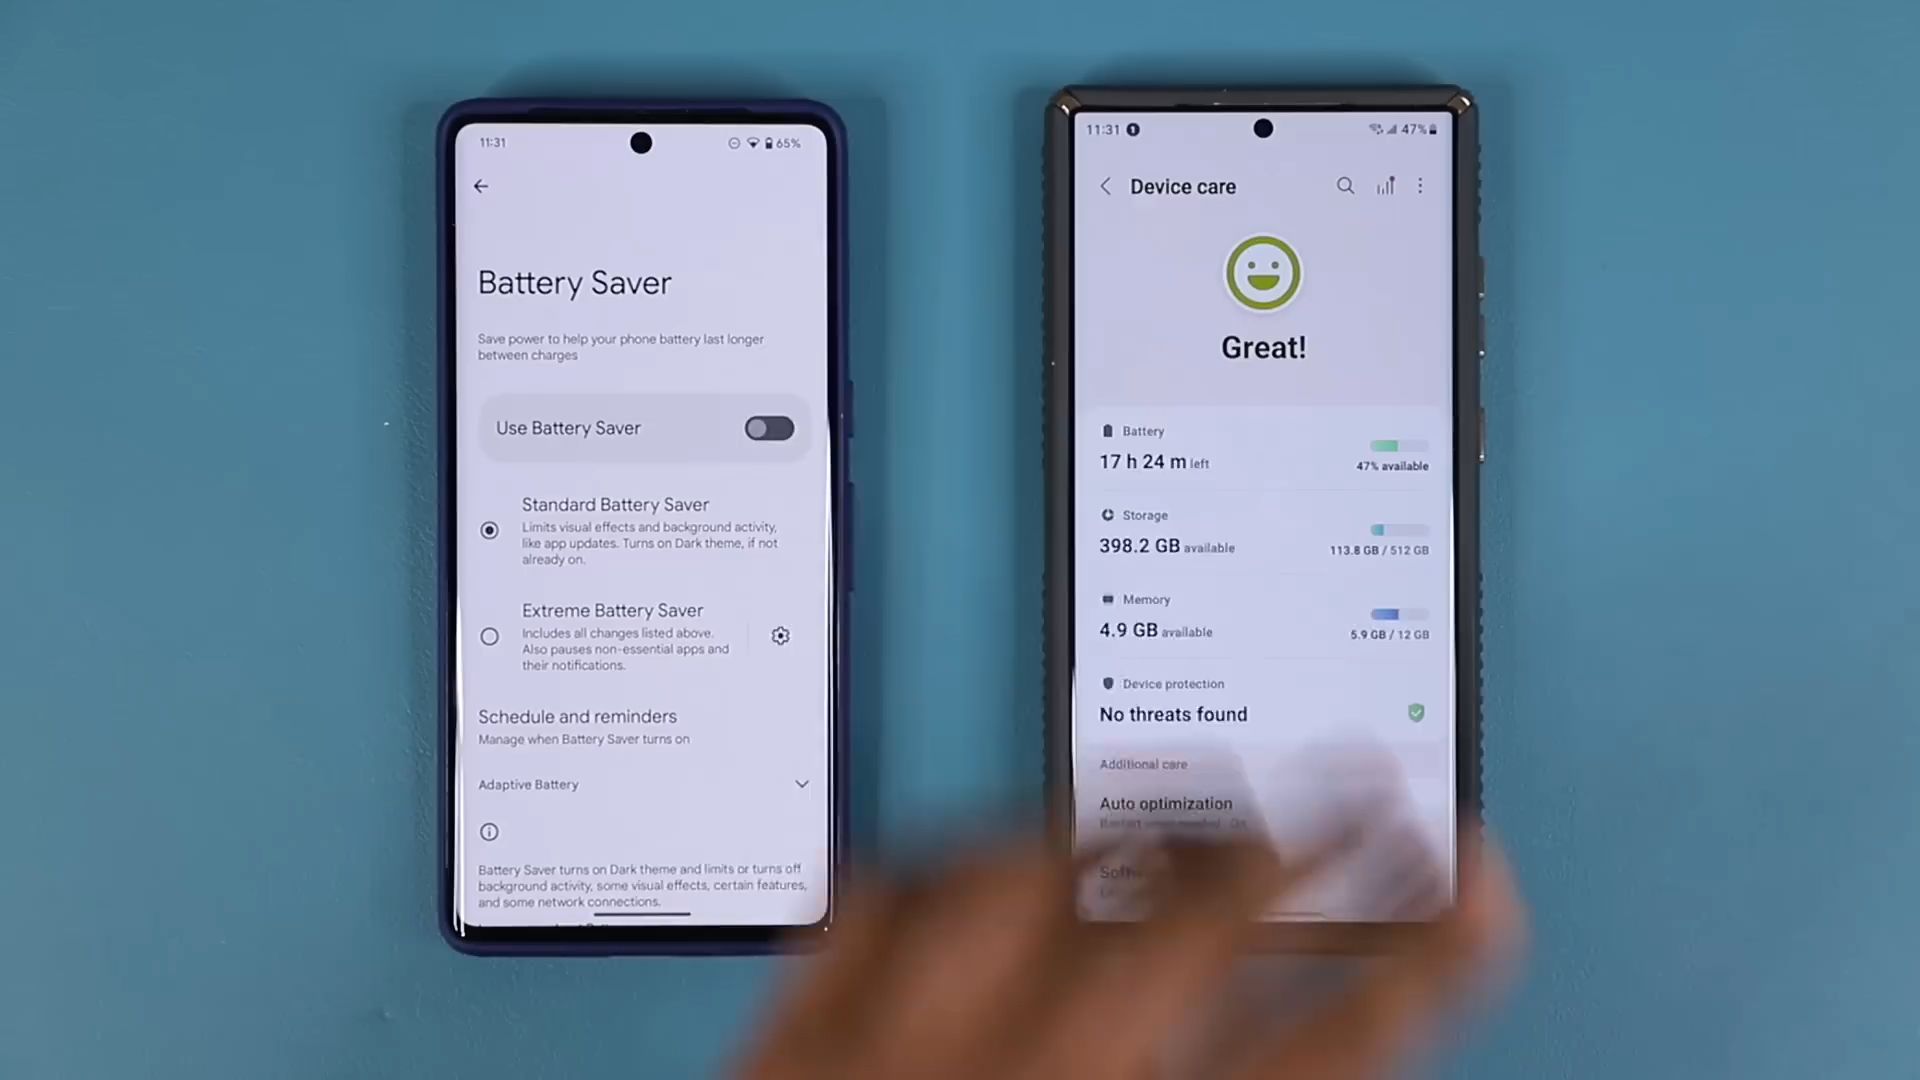 11:31
65%
Battery Saver
Save power to help your phone battery last longer
between charges
Use Battery Saver
Standard Battery Saver
Limits visual effects and background activity,
like app updates. Turns on Dark theme, if not
already on.
Extreme Battery Saver
Includes all changes listed above.
Also pauses non-essential apps and
their notifications.
Schedule and reminders
Manage when Battery Saver turns on
Adaptive Battery
Battery Saver turns on Dark theme and limits or turns off
background activity, some visual effects, certain features,
and some network connections.
11:31
47%
Device care
Great!
Battery
17 h 24 m left
47% available
Storage
398.2 GB available
113.8 GB / 512 GB
Memory
4.9 GB available
5.9 GB / 12 GB
Device protection
No threats found
Additional care
Auto optimization